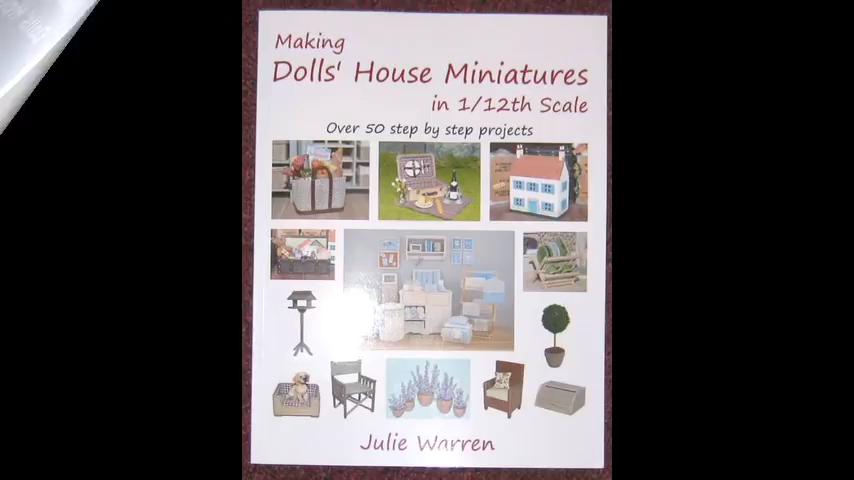 Making
Dolls' House Miniatures
in 1/12th Scale
Over 50 step by step projects
Julie Warren